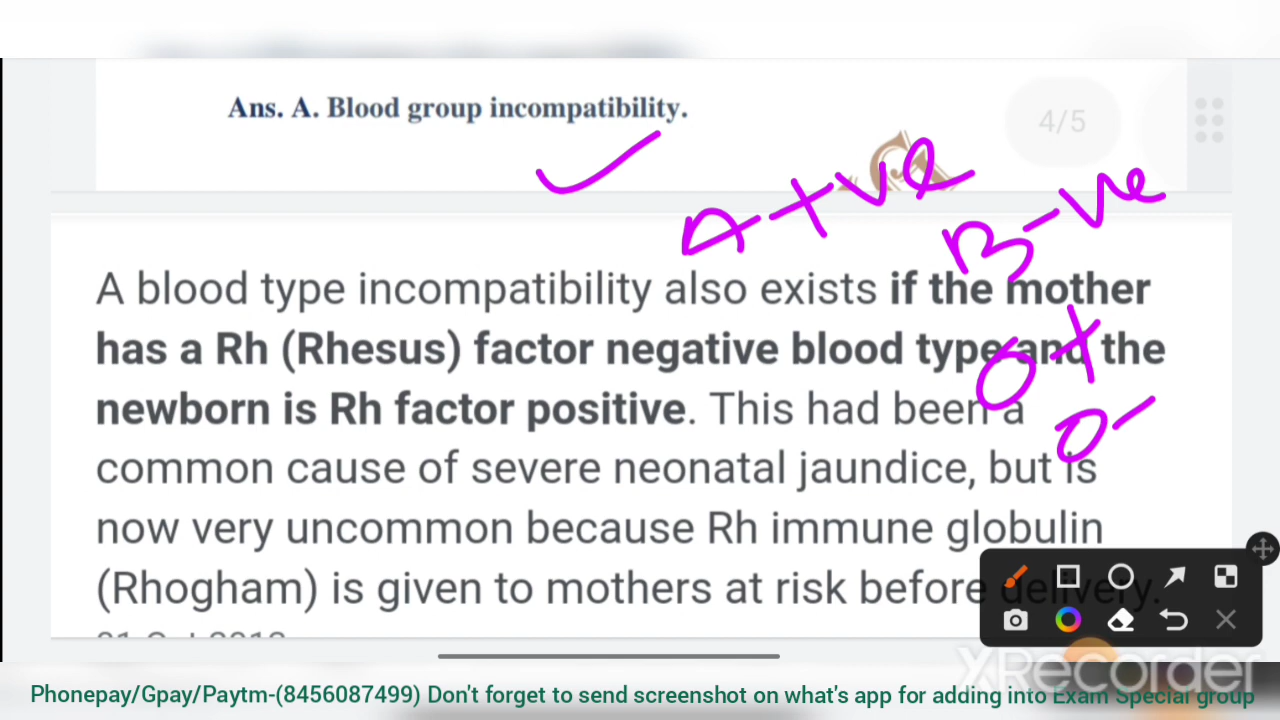 Ans. A. Blood group incompatibility.
4/5
A +ve
B -ve
A blood type incompatibility also exists if the mother
has a Rh (Rhesus) factor negative blood type and the
O+
newborn is Rh factor positive. This had been a
O-
common cause of severe neonatal jaundice, but is
now very uncommon because Rh immune globulin
(Rhogham) is given to mothers at risk before delivery.
XRecorder
Phonepay/Gpay/Paytm-(8456087499) Don't forget to send screenshot on what's app for adding into Exam Special group